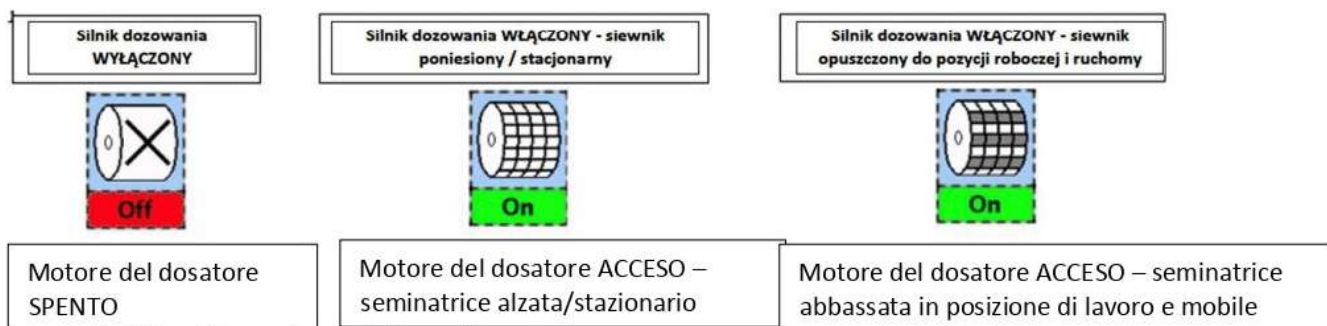 Silnik dozowania
WYŁĄCZONY
Silnik dozowania WŁĄCZONY - siewnik
poniesiony / stacjonarny
Silnik dozowania WŁĄCZONY - siewnik
opuszczony do pozycji roboczej i ruchomy
Off
On
On
Motore del dosatore
SPENTO
Motore del dosatore ACCESO –
seminatrice alzata/stazionario
Motore del dosatore ACCESO – seminatrice
abbassata in posizione di lavoro e mobile